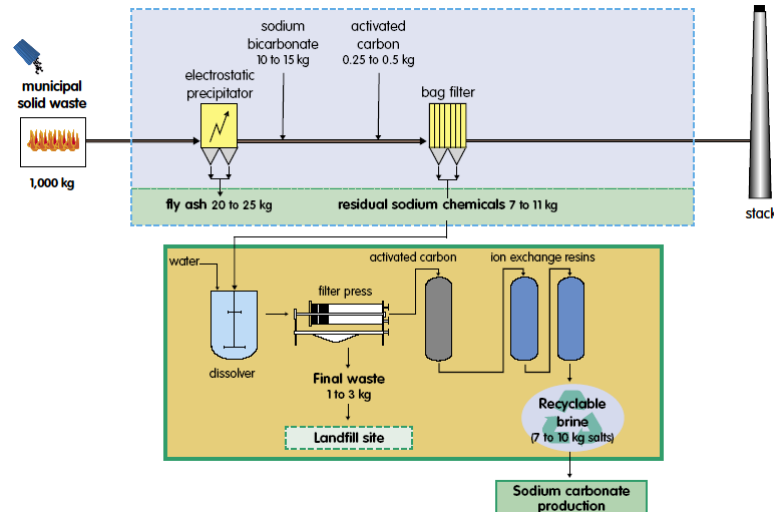 sodium
bicarbonate
10 to 15 kg
activated
carbon
0.25 to 0.5 kg
municipal
solid waste
electrostatic
precipitator
bag filter
1,000 kg
fly ash 20 to 25 kg
residual sodium chemicals 7 to 11 kg
stack
water
activated carbon
ion exchange resins
filter press
dissolver
Final waste
1 to 3 kg
Landfill site
Recyclable
brine
(7 to 10 kg salts)
Sodium carbonate
production